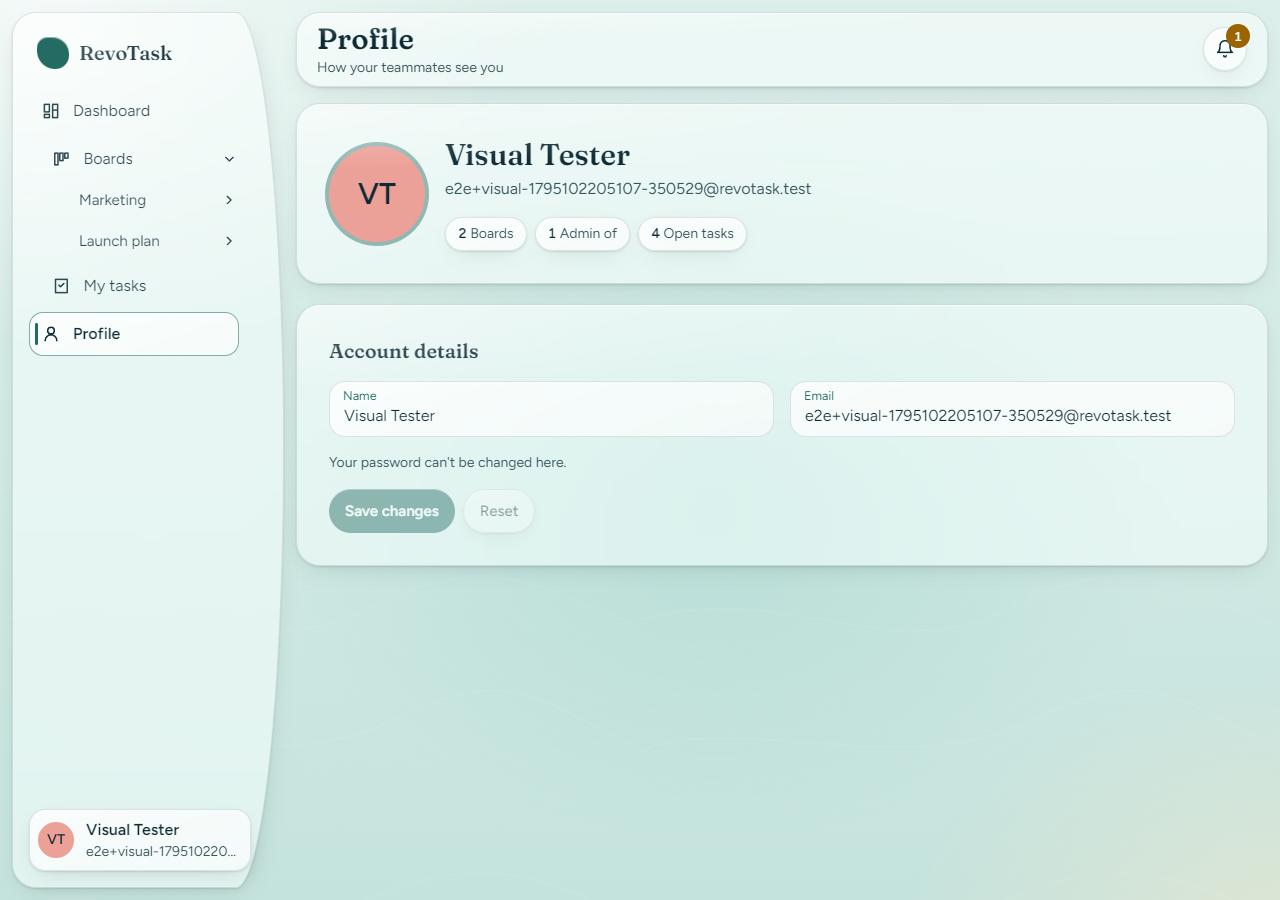 RevoTask
Dashboard
Boards
Marketing
Launch plan
My tasks
Profile
VT
Visual Tester
e2e+visual-179510220...
Profile
How your teammates see you
1
VT
Visual Tester
e2e+visual-1795102205107-350529@revotask.test
2 Boards
1 Admin of
4 Open tasks
Account details
Name
Visual Tester
Email
e2e+visual-1795102205107-350529@revotask.test
Your password can't be changed here.
Save changes
Reset